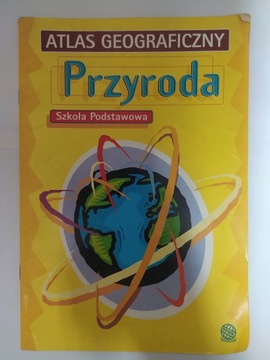 ATLAS GEOGRAFICZNY
Przyroda
Szkoła Podstawowa